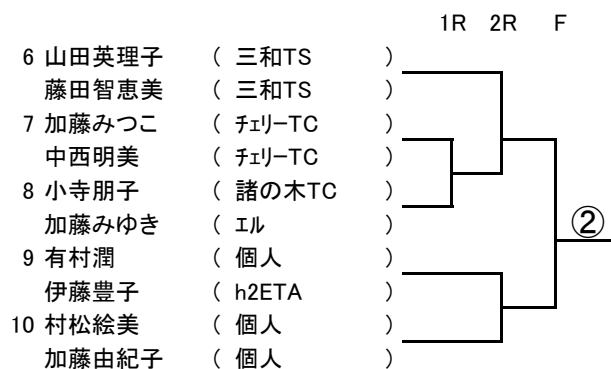 1R 2R F
6 山田英理子 ( 三和TS )
藤田智恵美 ( 三和TS )
7 加藤みつこ ( ﾁｪﾘｰTC )
中西明美 ( ﾁｪﾘｰTC )
8 小寺朋子 ( 諸の木TC )
加藤みゆき ( ｴﾙ )
②
9 有村潤 ( 個人 )
伊藤豊子 ( h2ETA )
10 村松絵美 ( 個人 )
加藤由紀子 ( 個人 )